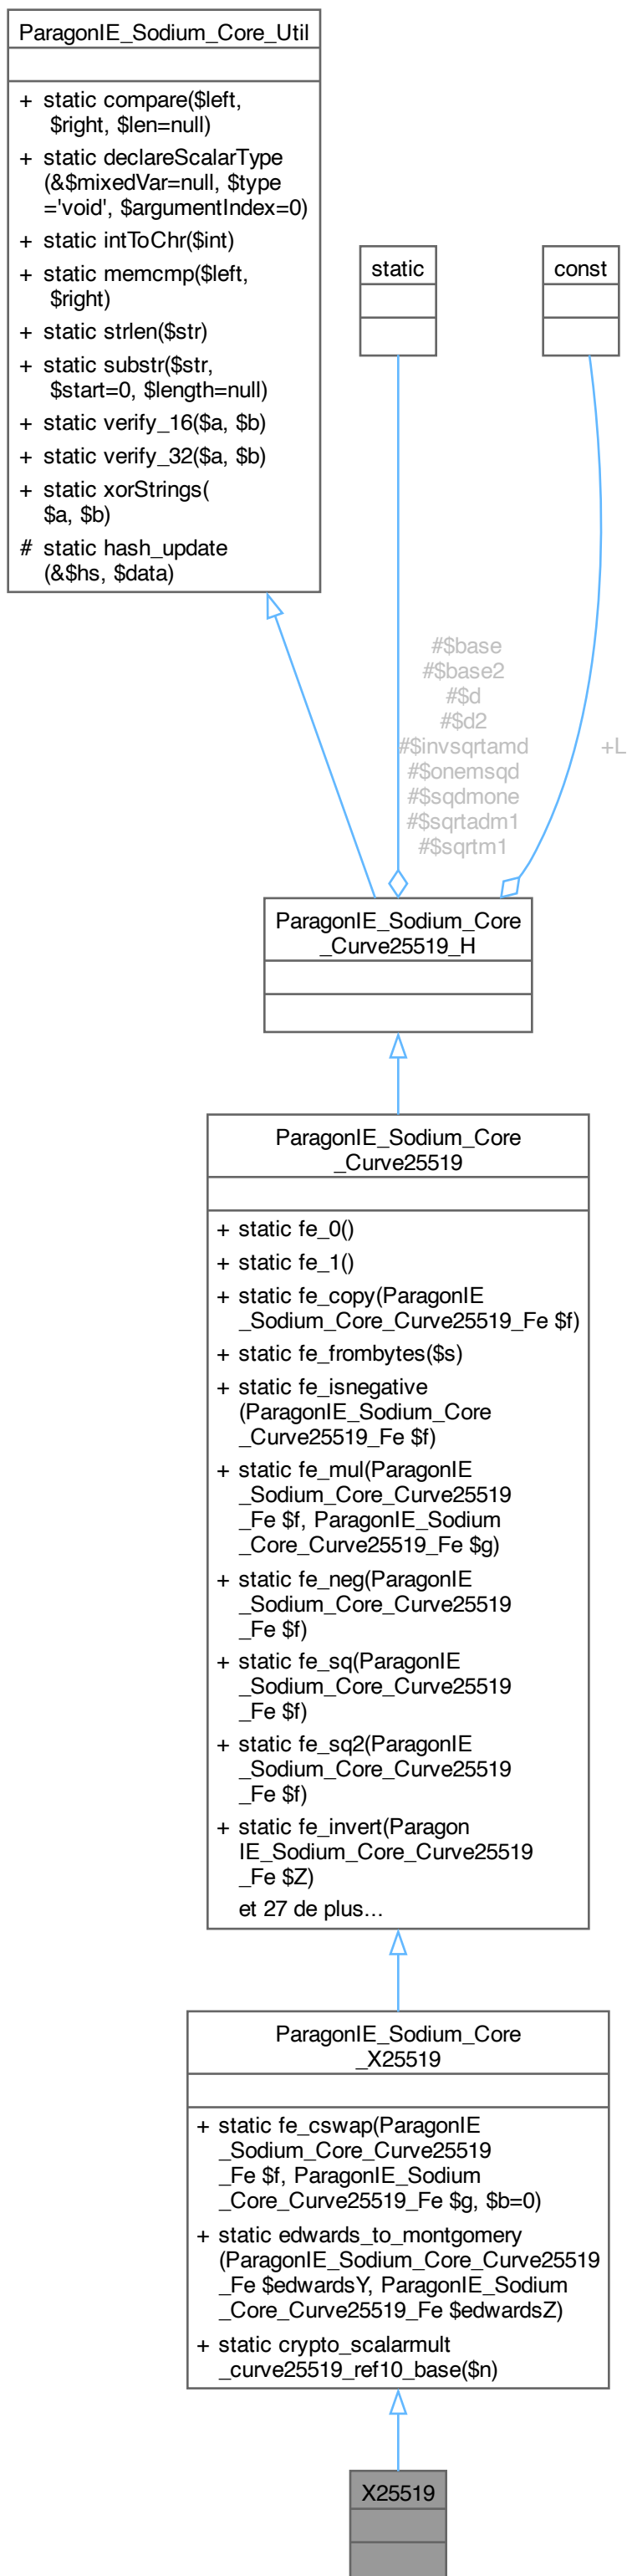 ParagonIE_Sodium_Core_Util
+ static compare($left,
$right, $len=null)
+ static declareScalarType
(&$mixedVar=null, $type
='void', $argumentIndex=0)
+ static intToChr($int)
+ static memcmp($left,
$right)
+ static strlen($str)
+ static substr($str,
$start=0, $length=null)
+ static verify_16($a, $b)
+ static verify_32($a, $b)
+ static xorStrings(
$a, $b)
# static hash_update
(&$hs, $data)
static
const
#$base
#$base2
#$d
#$d2
#$invsqrtamd
#$onemsqd
#$sqdmone
#$sqrtadm1
#$sqrtm1
+L
ParagonIE_Sodium_Core
_Curve25519_H
ParagonIE_Sodium_Core
_Curve25519
+ static fe_0()
+ static fe_1()
+ static fe_copy(ParagonIE
_Sodium_Core_Curve25519_Fe $f)
+ static fe_frombytes($s)
+ static fe_isnegative
(ParagonIE_Sodium_Core
_Curve25519_Fe $f)
+ static fe_mul(ParagonIE
_Sodium_Core_Curve25519
_Fe $f, ParagonIE_Sodium
_Core_Curve25519_Fe $g)
+ static fe_neg(ParagonIE
_Sodium_Core_Curve25519
_Fe $f)
+ static fe_sq(ParagonIE
_Sodium_Core_Curve25519
_Fe $f)
+ static fe_sq2(ParagonIE
_Sodium_Core_Curve25519
_Fe $f)
+ static fe_invert(Paragon
IE_Sodium_Core_Curve25519
_Fe $Z)
et 27 de plus...
ParagonIE_Sodium_Core
_X25519
+ static fe_cswap(ParagonIE
_Sodium_Core_Curve25519
_Fe $f, ParagonIE_Sodium
_Core_Curve25519_Fe $g, $b=0)
+ static edwards_to_montgomery
(ParagonIE_Sodium_Core_Curve25519
_Fe $edwardsY, ParagonIE_Sodium
_Core_Curve25519_Fe $edwardsZ)
+ static crypto_scalarmult
_curve25519_ref10_base($n)
X25519